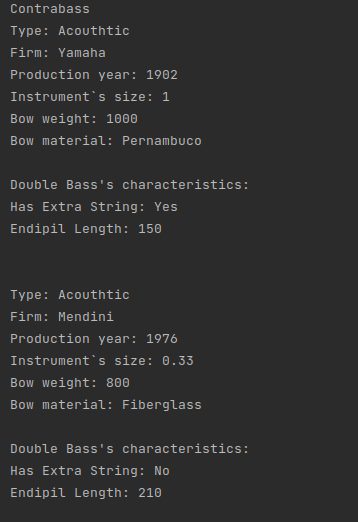 Contrabass
Type: Acouthtic
Firm: Yamaha
Production year: 1902
Instrument`s size: 1
Bow weight: 1000
Bow material: Pernambuco
Double Bass's characteristics:
Has Extra String: Yes
Endipil Length: 150
Type: Acouthtic
Firm: Mendini
Production year: 1976
Instrument`s size: 0.33
Bow weight: 800
Bow material: Fiberglass
Double Bass's characteristics:
Has Extra String: No
Endipil Length: 210